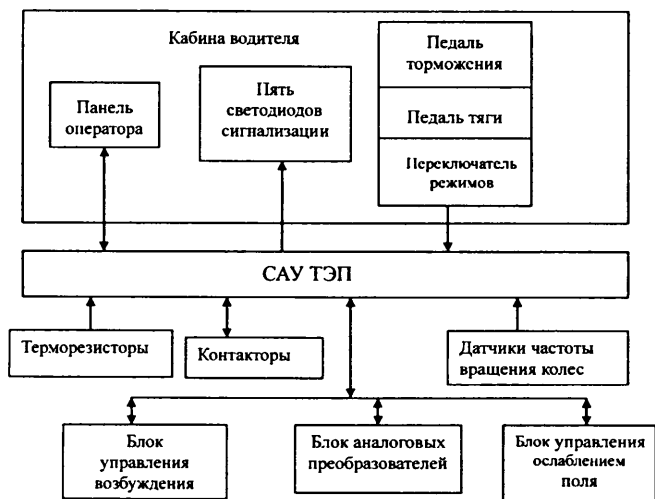 Кабина водителя
Педаль
торможения
Педаль тяги
Переключатель
режимов
Панель
оператора
Пять
светодиодов
сигнализации
САУ ТЭП
Терморезисторы
Контакторы
Датчики частоты
вращения колес
Блок
управления
возбуждения
Блок аналоговых
преобразователей
Блок управления
ослаблением
поля